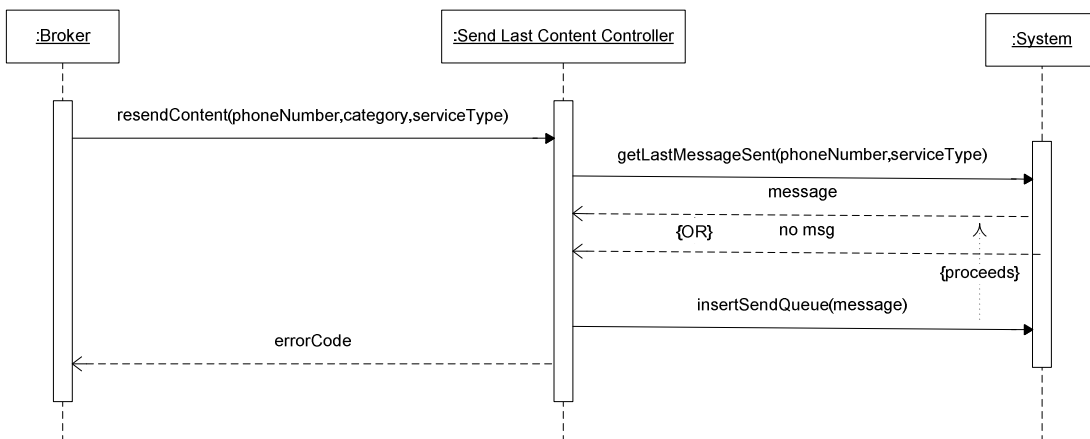 :Broker
:Send Last Content Controller
:System
resendContent(phoneNumber,category,serviceType)
getLastMessageSent(phoneNumber,serviceType)
message
{OR}
no msg
{proceeds}
insertSendQueue(message)
errorCode